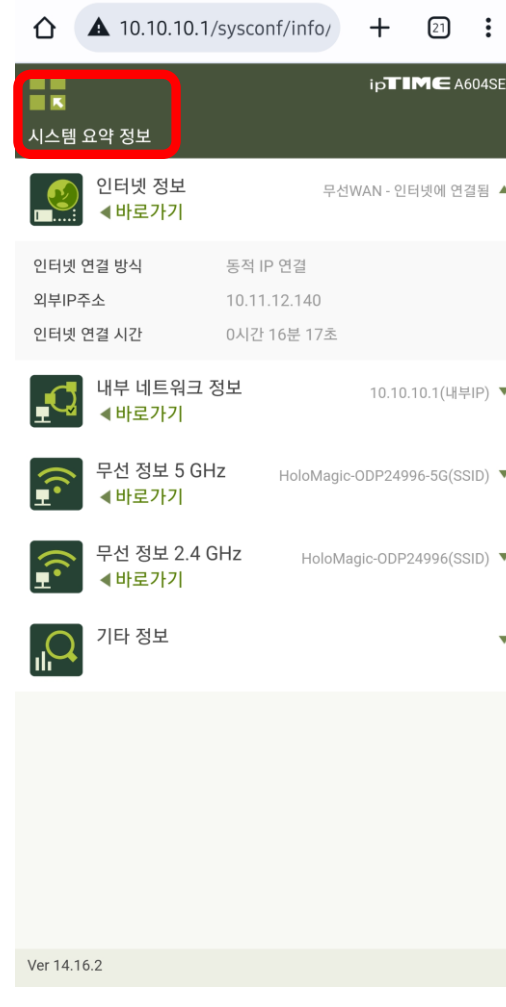 10.10.10.1/sysconf/info/
21
ipTIME A604SE
시스템 요약 정보
인터넷 정보
무선WAN - 인터넷에 연결됨 ▲
◀바로가기
인터넷 연결 방식 동적 IP 연결
외부IP주소 10.11.12.140
인터넷 연결 시간 0시간 16분 17초
내부 네트워크 정보
10.10.10.1(내부IP) ▼
◀바로가기
무선 정보 5 GHz
HoloMagic-ODP24996-5G(SSID) ▼
◀바로가기
무선 정보 2.4 GHz
HoloMagic-ODP24996(SSID) ▼
◀바로가기
기타 정보 ▼
Ver 14.16.2